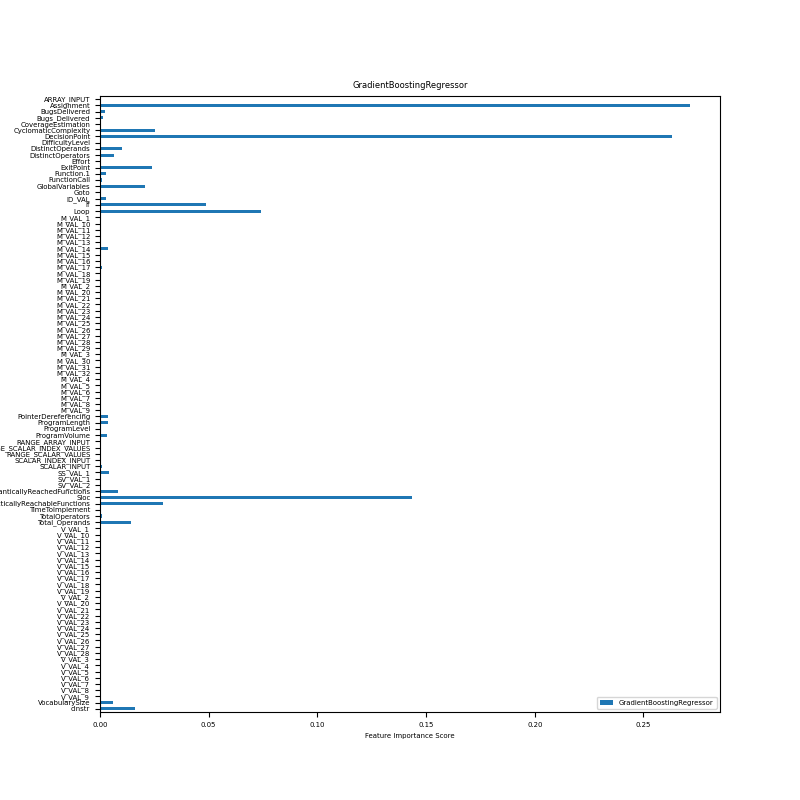 GradientBoostingRegressor
ARRAY_INPUT
Assignment
BugsDelivered
Bugs_Delivered
CoverageEstimation
CyclomaticComplexity
DecisionPoint
DifficultyLevel
DistinctOperands
DistinctOperators
Effort
ExitPoint
Function.1
FunctionCall
GlobalVariables
Goto
ID_VAL
If
Loop
M_VAL_1
M_VAL_10
M_VAL_11
M_VAL_12
M_VAL_13
M_VAL_14
M_VAL_15
M_VAL_16
M_VAL_17
M_VAL_18
M_VAL_19
M_VAL_2
M_VAL_20
M_VAL_21
M_VAL_22
M_VAL_23
M_VAL_24
M_VAL_25
M_VAL_26
M_VAL_27
M_VAL_28
M_VAL_29
M_VAL_3
M_VAL_30
M_VAL_31
M_VAL_32
M_VAL_4
M_VAL_5
M_VAL_6
M_VAL_7
M_VAL_8
M_VAL_9
PointerDereferencing
ProgramLength
ProgramLevel
ProgramVolume
RANGE_ARRAY_INPUT
E_SCALAR_INDEX_VALUES
RANGE_SCALAR_VALUES
SCALAR_INDEX_INPUT
SCALAR_INPUT
SS_VAL_1
SV_VAL_1
SV_VAL_2
anticallyReachedFunctions
Sloc
ticallyReachableFunctions
TimeToImplement
TotalOperators
Total_Operands
V_VAL_1
V_VAL_10
V_VAL_11
V_VAL_12
V_VAL_13
V_VAL_14
V_VAL_15
V_VAL_16
V_VAL_17
V_VAL_18
V_VAL_19
V_VAL_2
V_VAL_20
V_VAL_21
V_VAL_22
V_VAL_23
V_VAL_24
V_VAL_25
V_VAL_26
V_VAL_27
V_VAL_28
V_VAL_3
V_VAL_4
V_VAL_5
V_VAL_6
V_VAL_7
V_VAL_8
V_VAL_9
VocabularySize
cinstr
GradientBoostingRegressor
0.00 0.05 0.10 0.15 0.20 0.25
Feature Importance Score